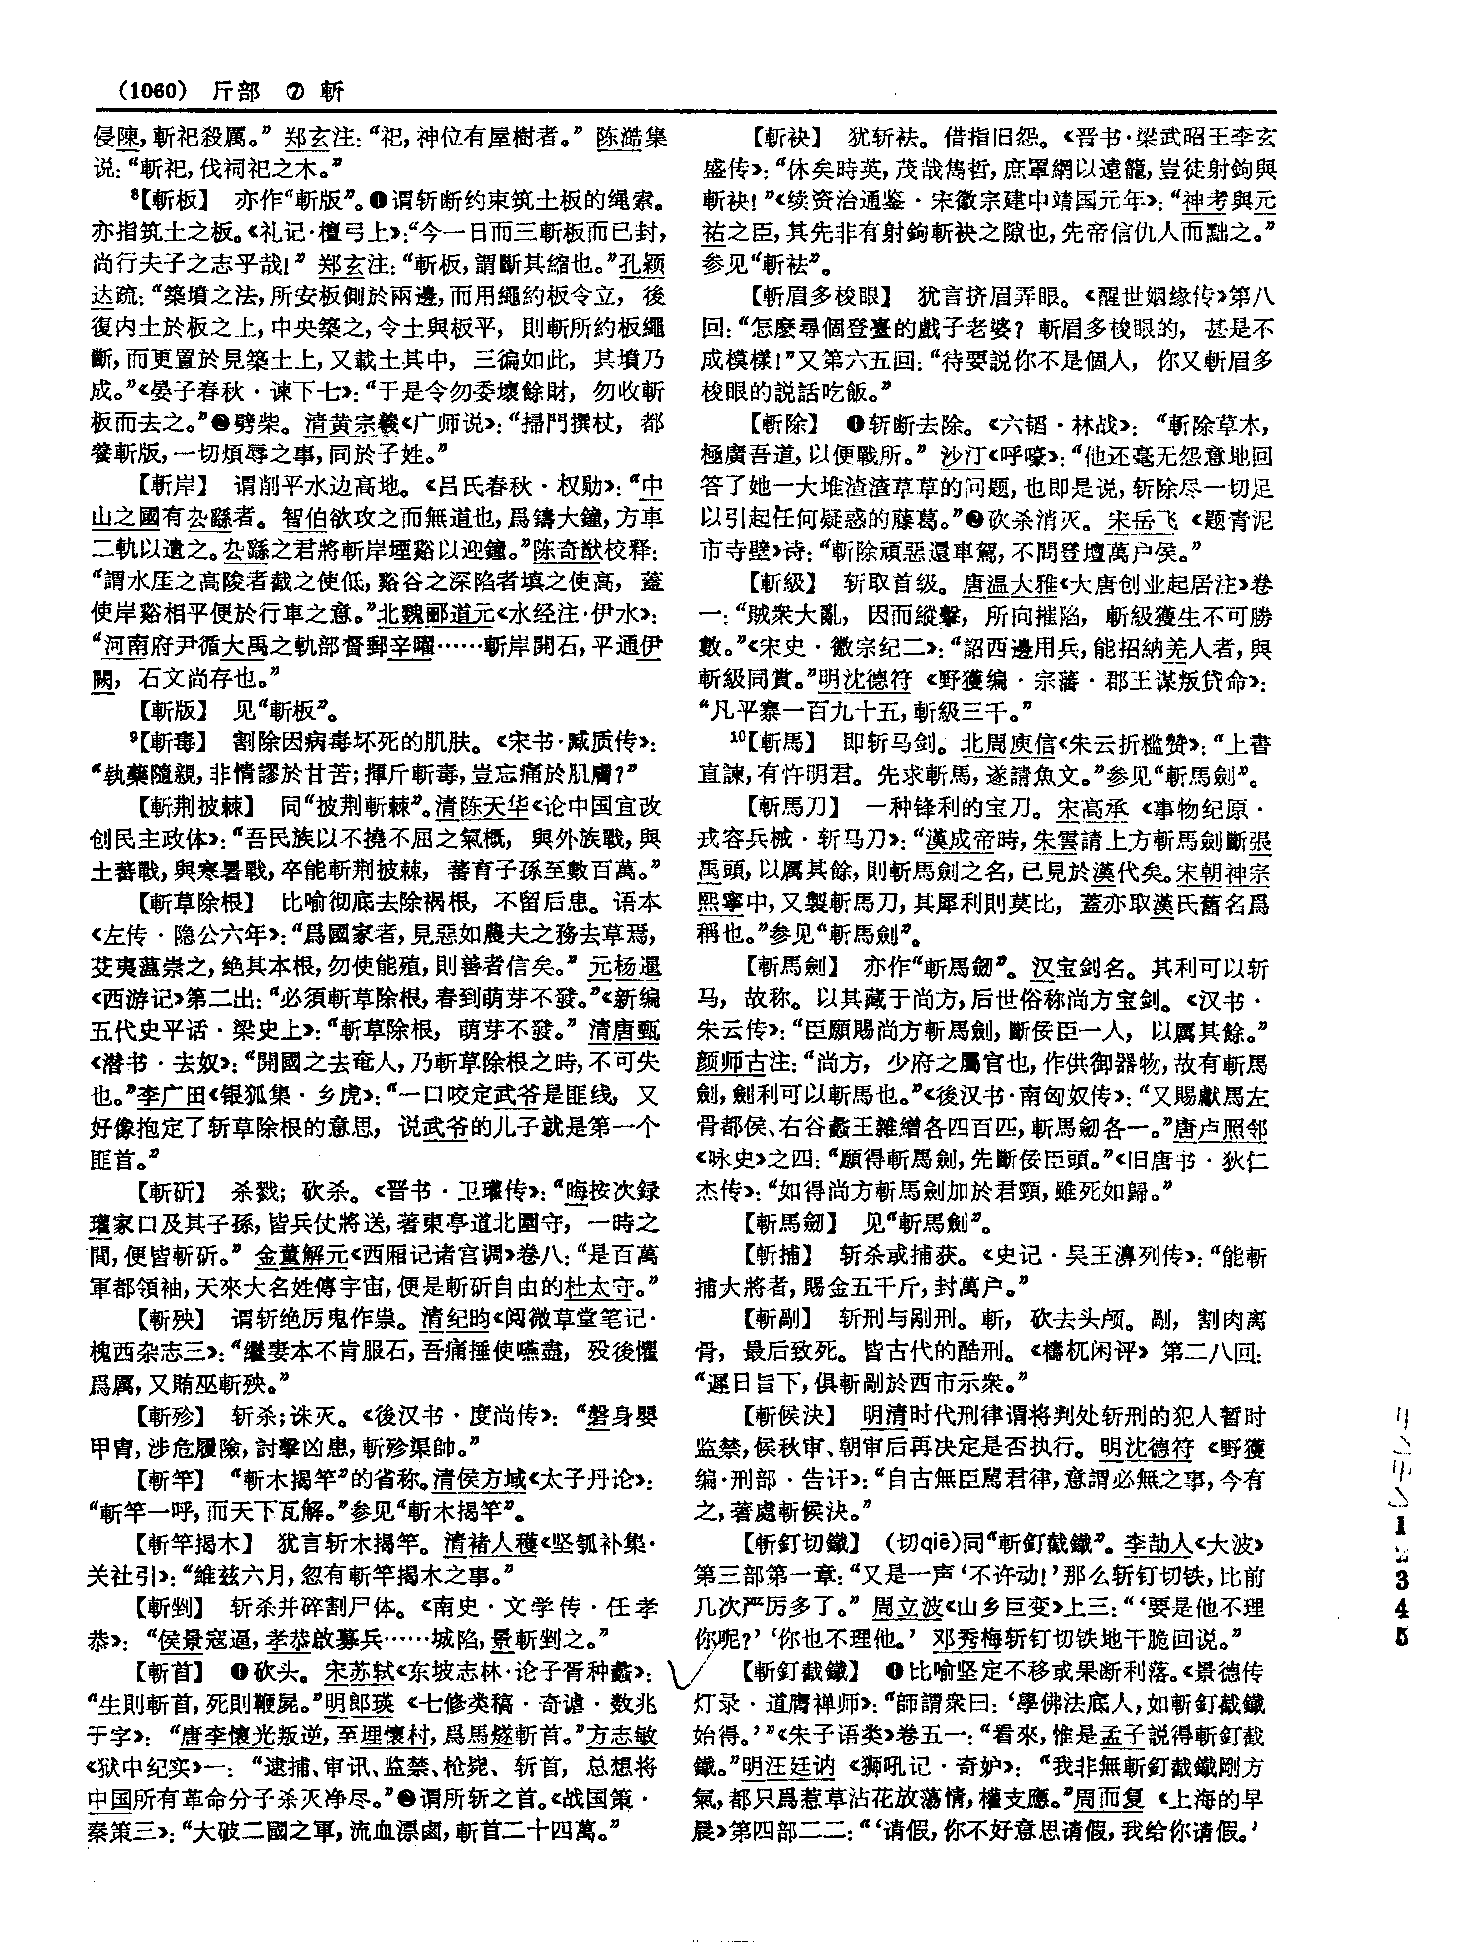 （1060） 斤部 ⑦ 斬
侵陳，斬祀殺厲。” 郑玄注：“祀，神位有屋樹者。” 陈澔集
说：“斬祀，伐祠祀之木。”
⁸【斬板】 亦作“斬版”。❶谓斩断约束筑土板的绳索。
亦指筑土之板。《礼记·檀弓上》：“今一日而三斬板而已封，
尚行夫子之志乎哉！” 郑玄注：“斬板，謂斷其縮也。”孔颖
达疏：“築墳之法，所安板側於兩邊，而用繩約板令立， 後
復内土於板之上，中央築之，令土與板平， 則斬所約板繩
斷，而更置於見築土上，又載土其中， 三徧如此， 其墳乃
成。”《晏子春秋·谏下七》：“于是令勿委壞餘財， 勿收斬
板而去之。”❷劈柴。 清黄宗羲《广师说》：“掃門撰杖， 都
養斬版，一切煩辱之事，同於子姓。”
【斬岸】 谓削平水边高地。《吕氏春秋·权勋》：“中
山之國有厹繇者。 智伯欲攻之而無道也，爲鑄大鐘，方車
二軌以遺之。厹繇之君將斬岸堙谿以迎鐘。”陈奇猷校释：
“謂水厓之高陵者截之使低，谿谷之深陷者填之使高， 蓋
使岸谿相平便於行車之意。”北魏郦道元《水经注·伊水》：
“河南府尹循大禹之軌部督郵辛曜……斬岸開石，平通伊
闕， 石文尚存也。”
【斬版】 见“斬板”。
⁹【斬毒】 割除因病毒坏死的肌肤。《宋书·臧质传》：
“執藥隨親，非情謬於甘苦；揮斤斬毒，豈忘痛於肌膚？”
【斬荆披棘】 同“披荆斬棘”。清陈天华《论中国宜改
创民主政体》：“吾民族以不撓不屈之氣概， 與外族戰，與
土蕃戰，與寒暑戰，卒能斬荆披棘， 蕃育子孫至數百萬。”
【斬草除根】 比喻彻底去除祸根， 不留后患。 语本
《左传·隐公六年》：“爲國家者，見惡如農夫之務去草焉，
芟夷藴崇之，絶其本根，勿使能殖，則善者信矣。” 元杨暹
《西游记》第二出：“必須斬草除根，春到萌芽不發。”《新编
五代史平话·梁史上》：“斬草除根， 萌芽不發。” 清唐甄
《潜书·去奴》：“開國之去奄人，乃斬草除根之時，不可失
也。”李广田《银狐集·乡虎》：“一口咬定武爷是匪线， 又
好像抱定了斩草除根的意思， 说武爷的儿子就是第一个
匪首。”
【斬斫】 杀戮；砍杀。《晋书·卫瓘传》：“晦按次録
瓘家口及其子孫，皆兵仗將送，著東亭道北圍守， 一時之
間，便皆斬斫。” 金董解元《西厢记诸宫调》卷八：“是百萬
軍都領袖，天來大名姓傳宇宙，便是斬斫自由的杜太守。”
【斬殃】 谓斩绝厉鬼作祟。 清纪昀《阅微草堂笔记·
槐西杂志三》：“繼妻本不肯服石，吾痛捶使嚥盡， 殁後懼
爲厲，又賄巫斬殃。”
【斬殄】 斩杀；诛灭。《後汉书·度尚传》： “磐身嬰
甲胄，涉危履險，討擊凶患，斬殄渠帥。”
【斬竿】 “斬木揭竿”的省称。清侯方域《太子丹论》：
“斬竿一呼，而天下瓦解。”参见“斬木揭竿”。
【斬竿揭木】 犹言斩木揭竿。 清褚人穫《坚瓠补集·
关社引》：“維兹六月，忽有斬竿揭木之事。”
【斬剉】 斩杀并碎割尸体。《南史·文学传·任孝
恭》： “侯景寇逼，孝恭啟募兵……城陷，景斬剉之。”
【斬首】 ❶砍头。 宋苏轼《东坡志林·论子胥种蠡》：
“生則斬首，死則鞭屍。”明郎瑛 《七修类稿·奇谑·数兆
于字》： “唐李懷光叛逆，至埋懷村，爲馬燧斬首。”方志敏
《狱中纪实》一： “逮捕、审讯、监禁、枪毙、 斩首， 总想将
中国所有革命分子杀灭净尽。”❷谓所斩之首。《战国策·
秦策三》：“大破二國之軍，流血漂鹵，斬首二十四萬。”
【斬袂】 犹斩袪。 借指旧怨。《晋书·梁武昭王李玄
盛传》：“休矣時英，茂哉雋哲，庶罩網以遠籠，豈徒射鉤與
斬袂！”《续资治通鉴·宋徽宗建中靖国元年》：“神考與元
祐之臣，其先非有射鉤斬袂之隙也，先帝信仇人而黜之。”
参见“斬袪”。
【斬眉多梭眼】 犹言挤眉弄眼。《醒世姻缘传》第八
回：“怎麼尋個登臺的戲子老婆？ 斬眉多梭眼的， 甚是不
成模樣！”又第六五回：“待要説你不是個人， 你又斬眉多
梭眼的説話吃飯。”
【斬除】 ❶斩断去除。《六韬·林战》： “斬除草木，
極廣吾道，以便戰所。” 沙汀《呼嚎》：“他还毫无怨意地回
答了她一大堆渣渣草草的问题，也即是说，斩除尽一切足
以引起任何疑惑的藤葛。”❷砍杀消灭。 宋岳飞《题青泥
市寺壁》诗：“斬除頑惡還車駕，不問登壇萬户侯。”
【斬級】 斩取首级。 唐温大雅《大唐创业起居注》卷
一：“賊衆大亂， 因而縱擊， 所向摧陷， 斬級獲生不可勝
數。”《宋史·徽宗纪二》：“詔西邊用兵，能招納羌人者，與
斬級同賞。”明沈德符 《野獲编·宗藩·郡王谋叛贷命》：
“凡平寨一百九十五，斬級三千。”
¹⁰【斬馬】 即斩马剑。 北周庾信《朱云折槛赞》：“上書
直諫，有忤明君。 先求斬馬，遂請魚文。”参见“斬馬劍”。
【斬馬刀】 一种锋利的宝刀。 宋高承 《事物纪原·
戎容兵械·斩马刀》：“漢成帝時，朱雲請上方斬馬劍斷張
禹頭，以厲其餘，則斬馬劍之名，已見於漢代矣。宋朝神宗
熙寧中，又製斬馬刀，其犀利則莫比， 蓋亦取漢氏舊名爲
稱也。”参见“斬馬劍”。
【斬馬劍】 亦作“斬馬劒”。 汉宝剑名。 其利可以斩
马，故称。 以其藏于尚方，后世俗称尚方宝剑。《汉书·
朱云传》：“臣願賜尚方斬馬劍，斷佞臣一人， 以厲其餘。”
颜师古注：“尚方， 少府之屬官也，作供御器物，故有斬馬
劍，劍利可以斬馬也。”《後汉书·南匈奴传》：“又賜獻馬左
骨都侯、右谷蠡王雜繒各四百匹，斬馬劒各一。”唐卢照邻
《咏史》之四：“願得斬馬劍，先斷佞臣頭。”《旧唐书·狄仁
杰传》：“如得尚方斬馬劍加於君頸，雖死如歸。”
【斬馬劒】 见“斬馬劍”。
【斬捕】 斩杀或捕获。《史记·吴王濞列传》：“能斬
捕大將者，賜金五千斤，封萬户。”
【斬剮】 斩刑与剐刑。 斬， 砍去头颅。 剮， 割肉离
骨， 最后致死。 皆古代的酷刑。《檮杌闲评》 第二八回：
“遲日旨下，俱斬剮於西市示衆。”
【斬候决】 明清时代刑律谓将判处斩刑的犯人暂时
监禁，候秋审、朝审后再决定是否执行。 明沈德符 《野獲
编·刑部·告讦》：“自古無臣駡君律，意謂必無之事，今有
之，著處斬候决。”
【斬釘切鐵】 （切qiē）同“斬釘截鐵”。李劼人《大波》
第三部第一章：“又是一声‘不许动！’那么斩钉切铁，比前
几次严厉多了。” 周立波《山乡巨变》上三：“‘要是他不理
你呢？’‘你也不理他。’ 邓秀梅斩钉切铁地干脆回说。”
【斬釘截鐵】 ❶比喻坚定不移或果断利落。《景德传
灯录·道膺禅师》：“師謂衆曰：‘學佛法底人，如斬釘截鐵
始得。’”《朱子语类》卷五一：“看來，惟是孟子説得斬釘截
鐵。”明汪廷讷 《狮吼记·奇妒》： “我非無斬釘截鐵剛方
氣，都只爲惹草沾花放蕩情，權支應。”周而复 《上海的早
晨》第四部二二：“‘请假，你不好意思请假，我给你请假。’